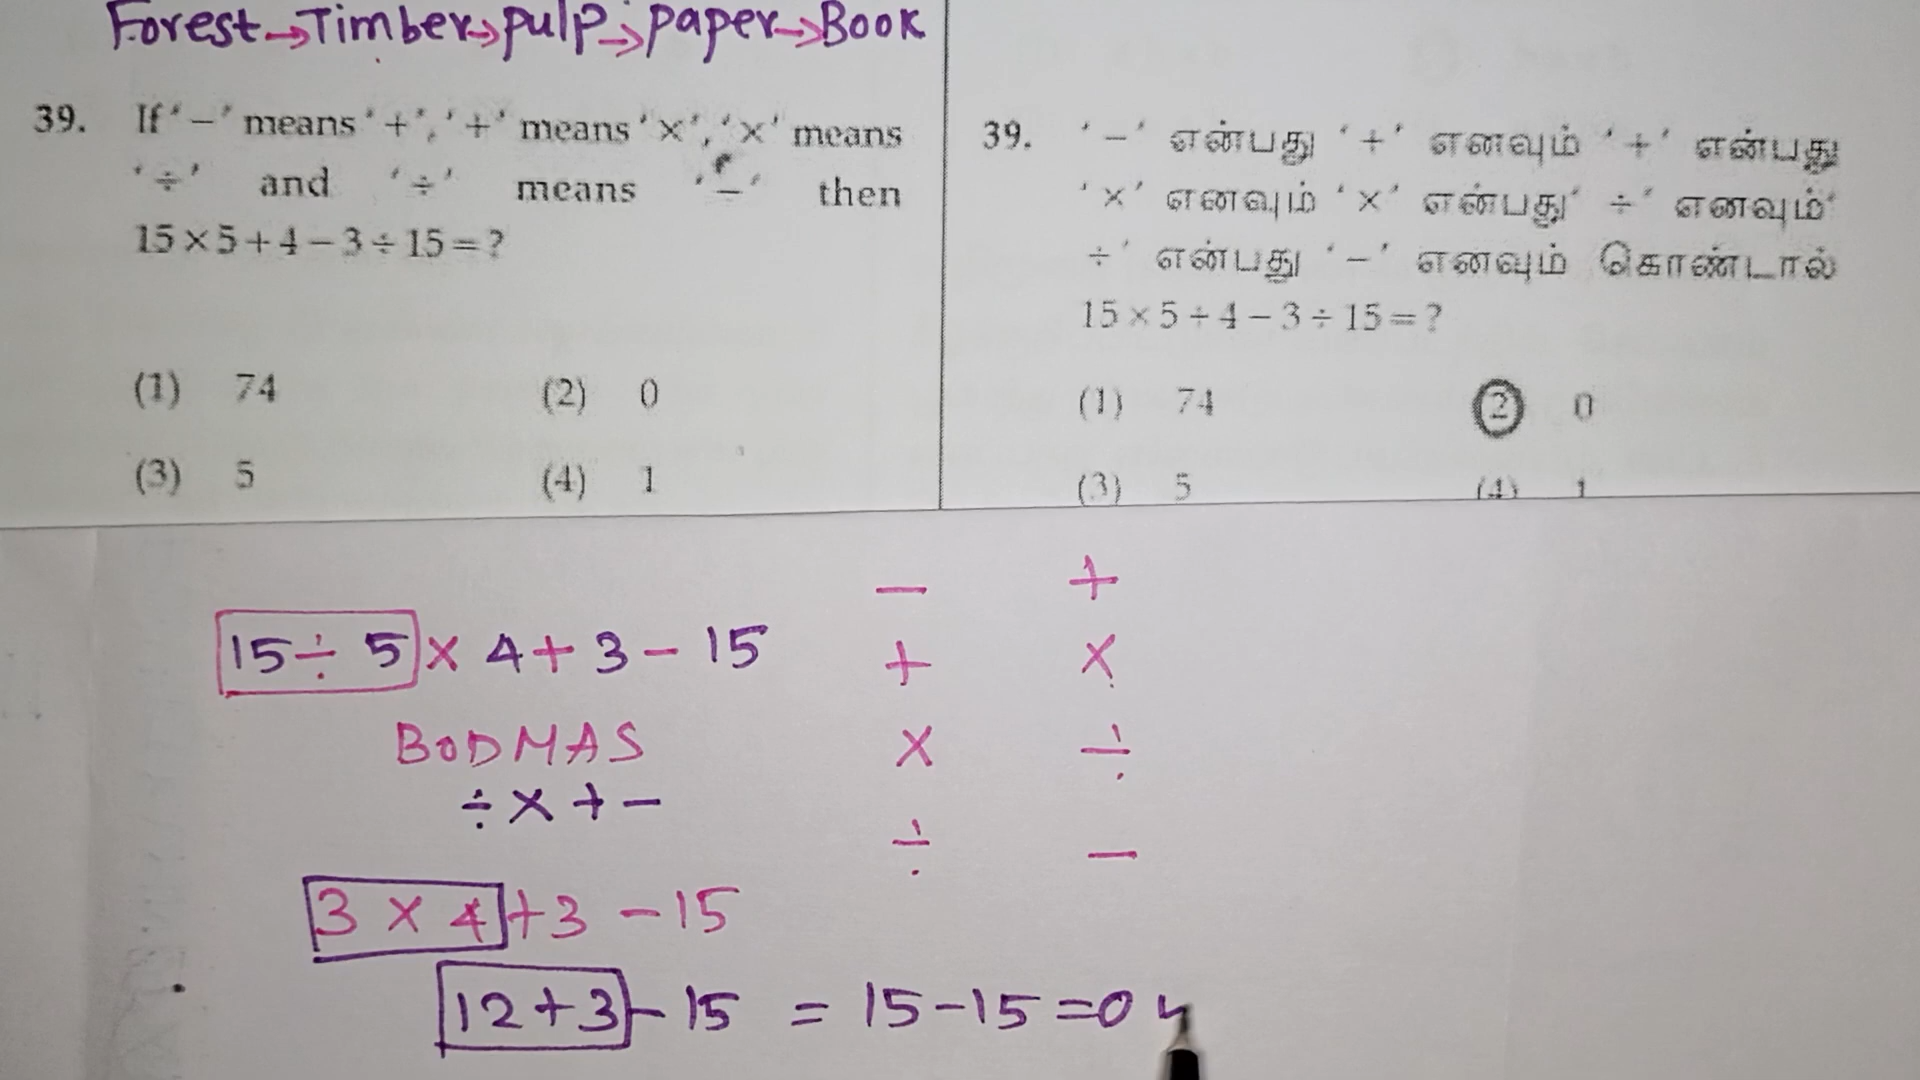 Forest→Timber→pulp→paper→Book
39. If '−' means '+', '+' means '×', '×' means
'÷' and '÷' means '−' then
15×5+4−3÷15=?
(1) 74 (2) 0
(3) 5 (4) 1
39. '−' என்பது '+' எனவும் '+' என்பது
'×' எனவும் '×' என்பது' ÷' எனவும்'
÷' என்பது '−' எனவும் கொண்டால்
15×5+4−3÷15=?
(1) 74 (2) 0
(3) 5 (4) 1
15÷5×4+3−15
BODMAS
÷×+−
3×4+3−15
12+3−15 = 15−15=0
− +
+ ×
× ÷
÷ −